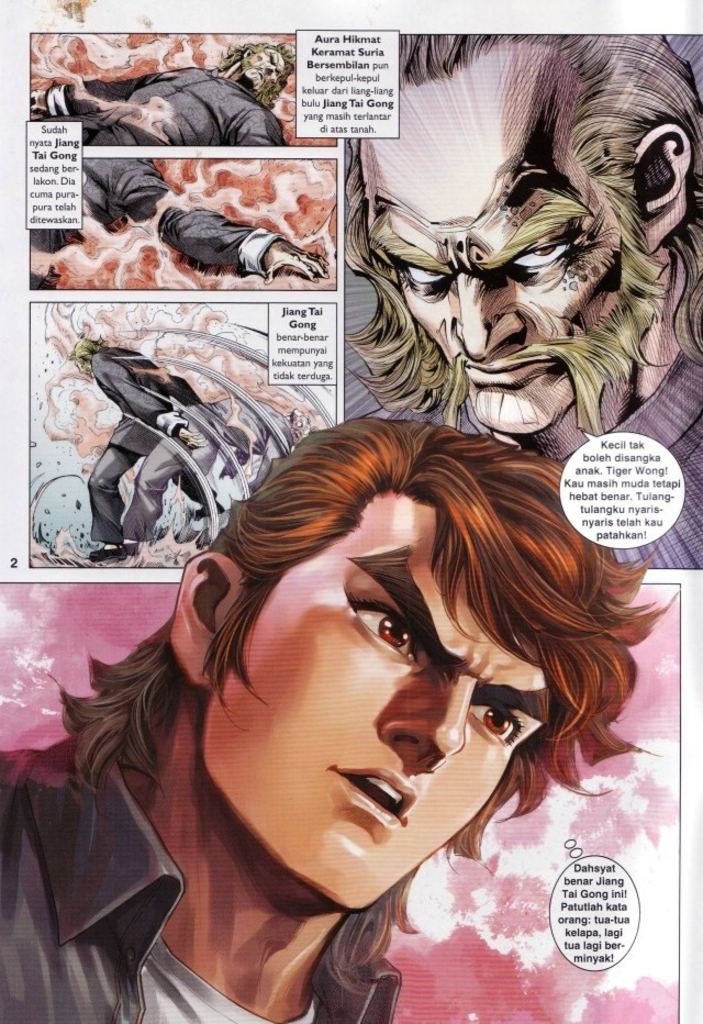 Aura Hikmat
Keramat Suria
Bersembilan pun
berkepul-kepul
keluar dari liang-liang
bulu Jiang Tai Gong
yang masih terlantar
di atas tanah.
Sudah
nyata Jiang
Tai Gong
sedang ber-
lakon. Dia
cuma pura-
pura telah
ditewaskan.
Jiang Tai
Gong
benar-benar
mempunyai
kekuatan yang
tidak terduga.
Kecil tak
boleh disangka
anak. Tiger Wong!
Kau masih muda tetapi
hebat benar. Tulang-
tulangku nyaris-
nyaris telah kau
patahkan!
2
Dahsyat
benar Jiang
Tai Gong ini!
Patutlah kata
orang: tua-tua
kelapa, lagi
tua lagi ber-
minyak!